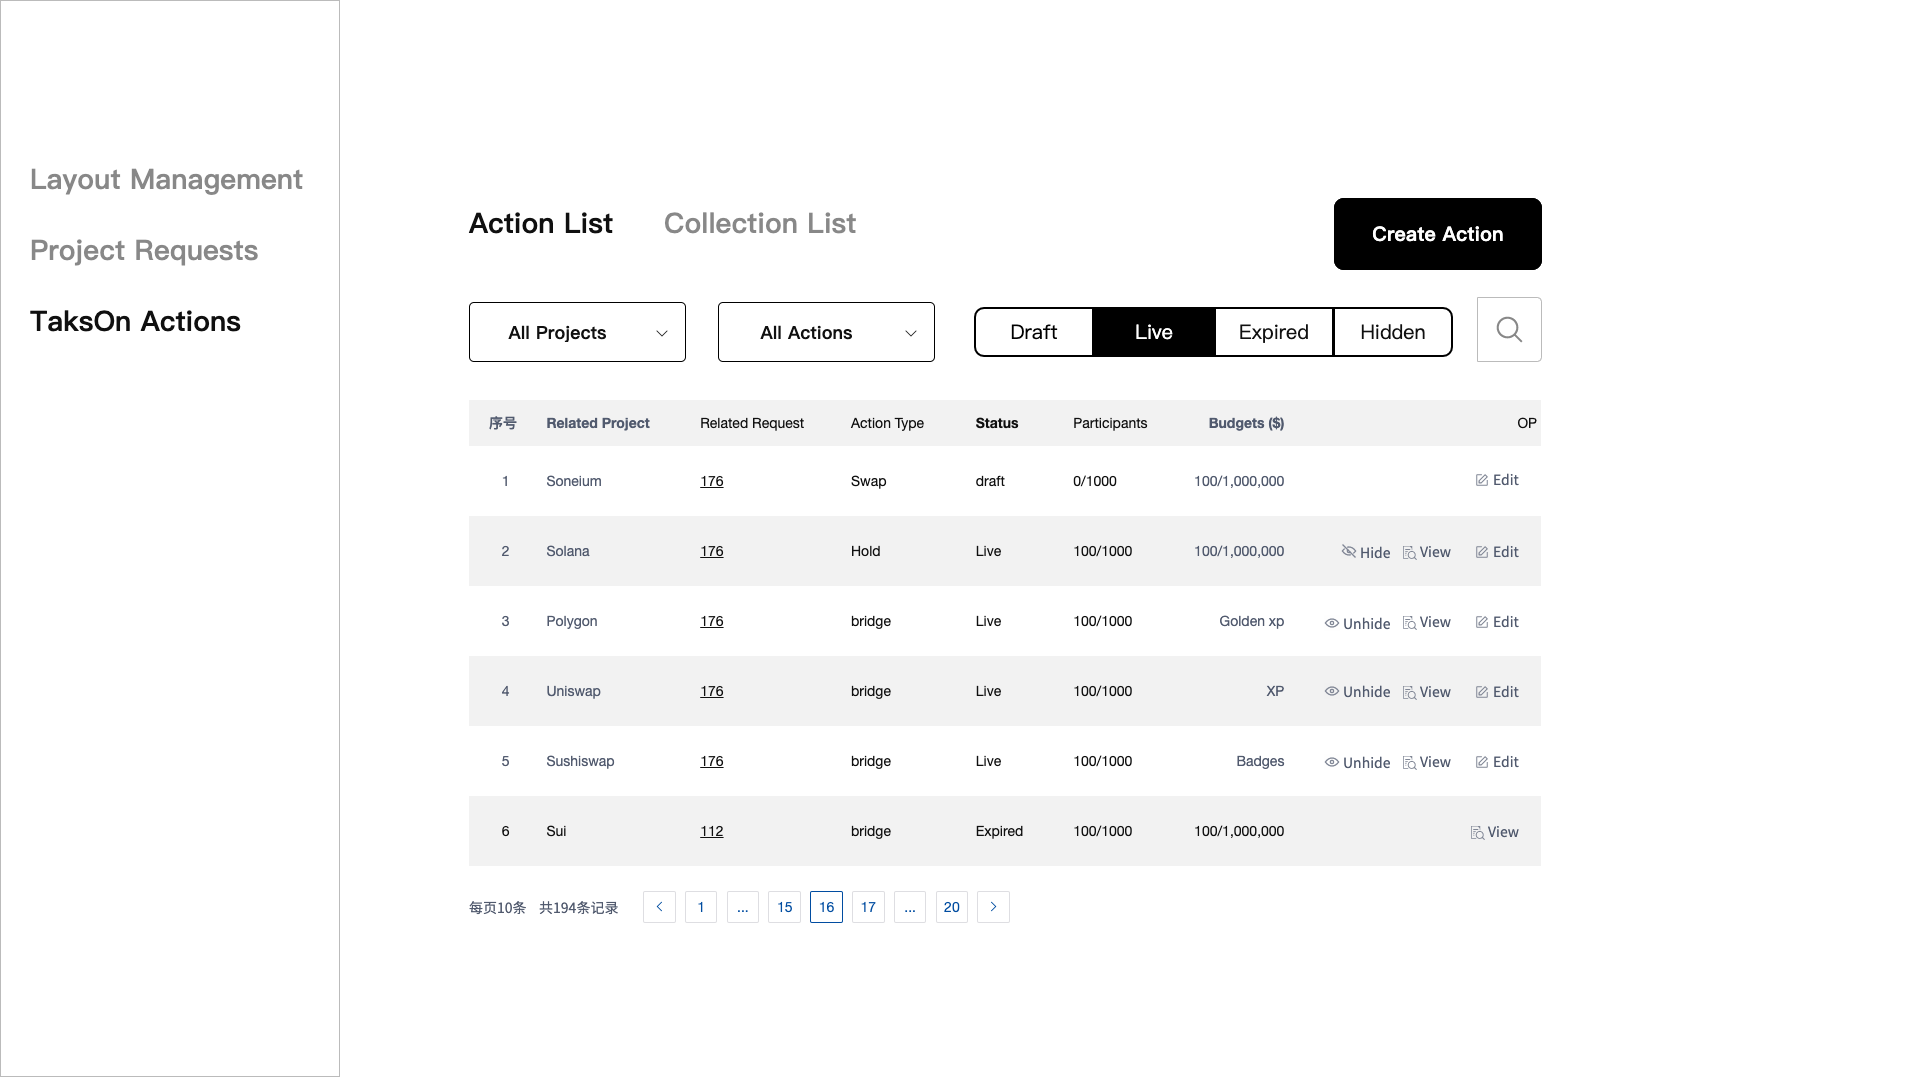 Layout Management
Project Requests
TaksOn Actions
Action List Collection List
Create Action
All Projects All Actions Draft Live Expired Hidden
序号 Related Project Related Request Action Type Status Participants Budgets ($) OP
1 Soneium 176 Swap draft 0/1000 100/1,000,000 Edit
2 Solana 176 Hold Live 100/1000 100/1,000,000 Hide View Edit
3 Polygon 176 bridge Live 100/1000 Golden xp Unhide View Edit
4 Uniswap 176 bridge Live 100/1000 XP Unhide View Edit
5 Sushiswap 176 bridge Live 100/1000 Badges Unhide View Edit
6 Sui 112 bridge Expired 100/1000 100/1,000,000 View
每页10条 共194条记录 < 1 ... 15 16 17 ... 20 >